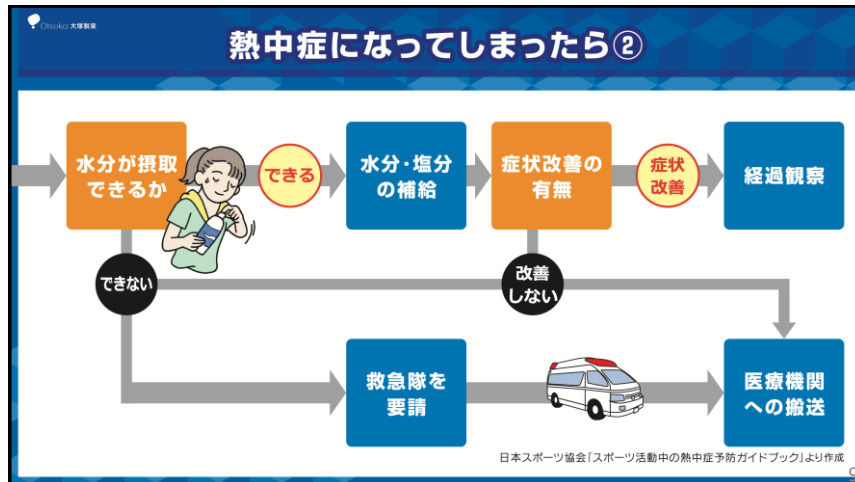 Otsuka 大塚製薬
熱中症になってしまったら②
水分が摂取
できるか
できる
水分・塩分
の補給
症状改善の
有無
症状
改善
経過観察
できない
改善
しない
救急隊を
要請
医療機関
への搬送
日本スポーツ協会「スポーツ活動中の熱中症予防ガイドブック」より作成
9